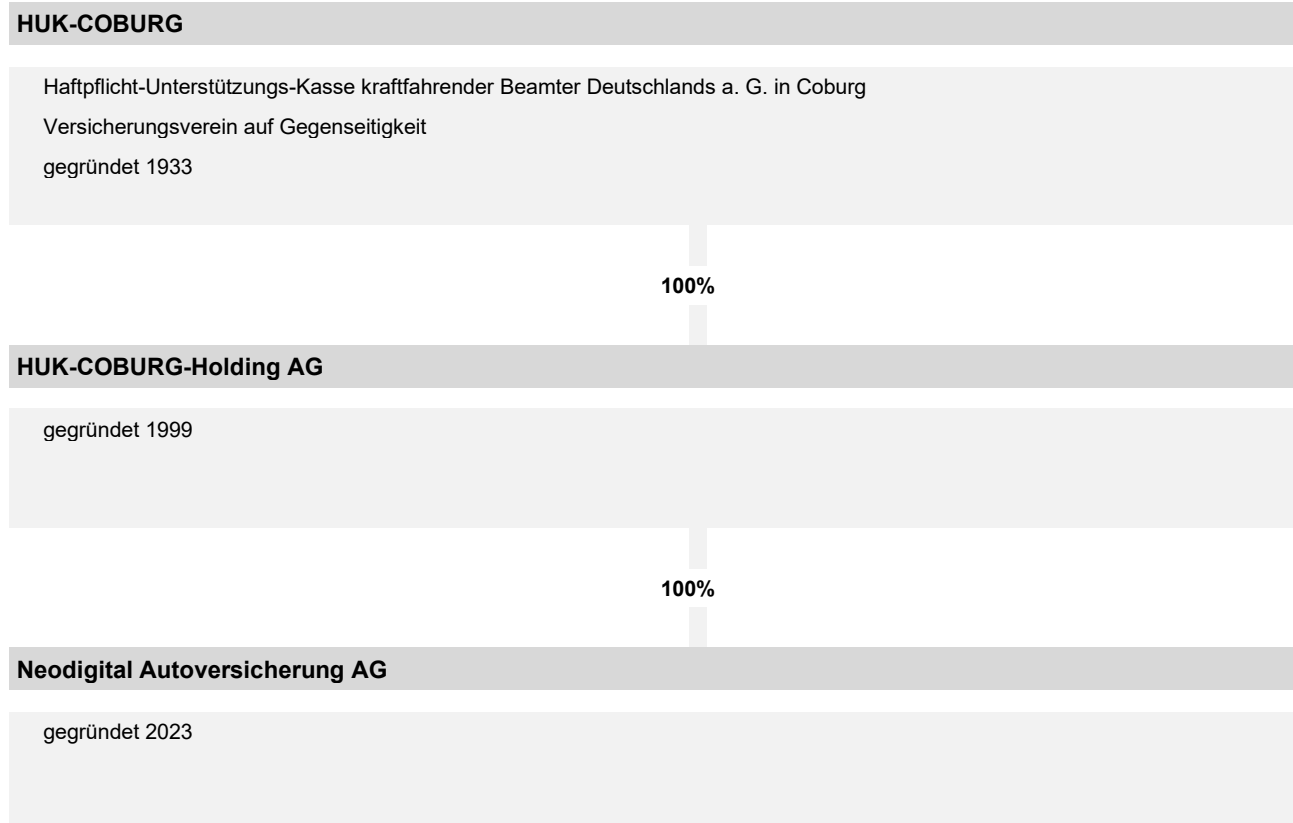 HUK-COBURG
Haftpflicht-Unterstützungs-Kasse kraftfahrender Beamter Deutschlands a. G. in Coburg
Versicherungsverein auf Gegenseitigkeit
gegründet 1933
100%
HUK-COBURG-Holding AG
gegründet 1999
100%
Neodigital Autoversicherung AG
gegründet 2023